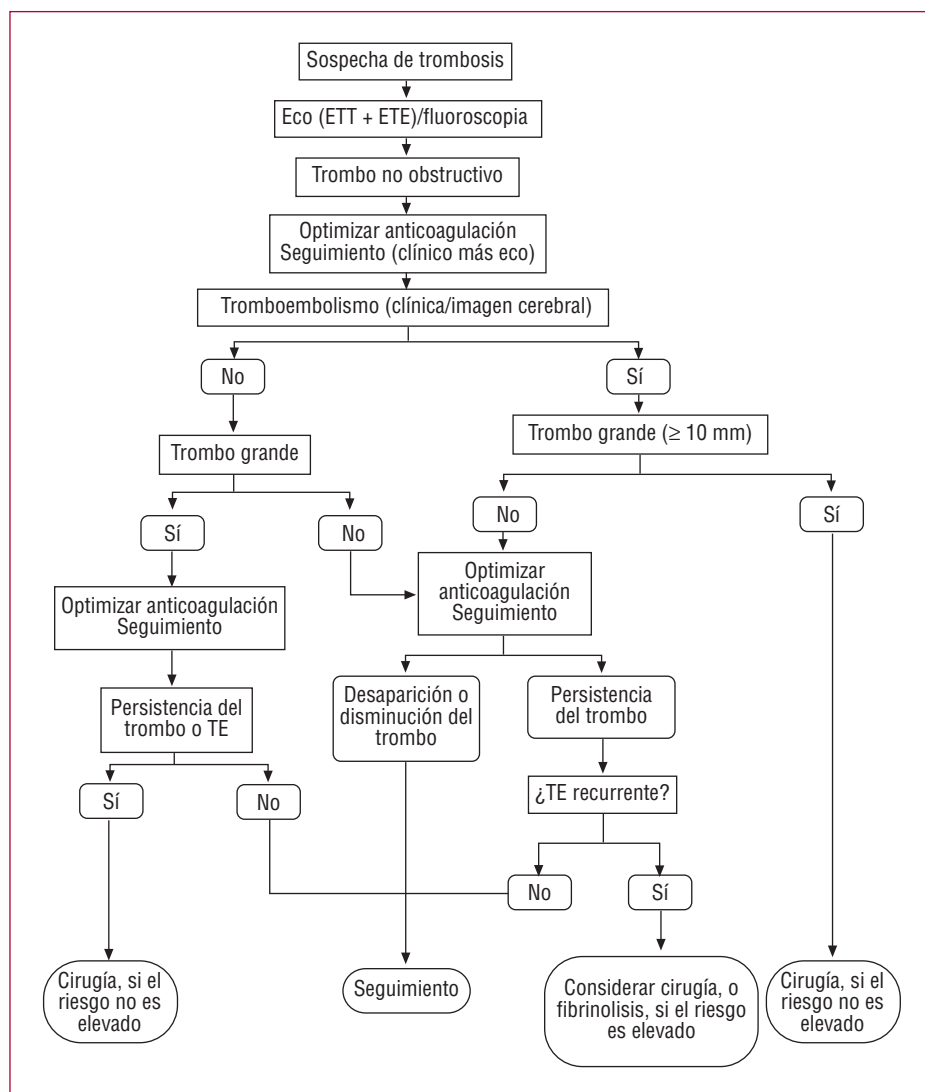 Sospecha de trombosis
Eco (ETT + ETE)/fluoroscopia
Trombo no obstructivo
Optimizar anticoagulación
Seguimiento (clínico más eco)
Tromboembolismo (clínica/imagen cerebral)
No
Sí
Trombo grande
Trombo grande (≥ 10 mm)
Sí
No
No
Sí
Optimizar anticoagulación
Seguimiento
Optimizar
anticoagulación
Seguimiento
Persistencia del
trombo o TE
Desaparición o
disminución del
trombo
Persistencia
del trombo
Sí
No
¿TE recurrente?
No
Sí
Cirugía, si el
riesgo no es
elevado
Seguimiento
Considerar cirugía, o
fibrinolisis, si el riesgo
es elevado
Cirugía, si el
riesgo no es
elevado